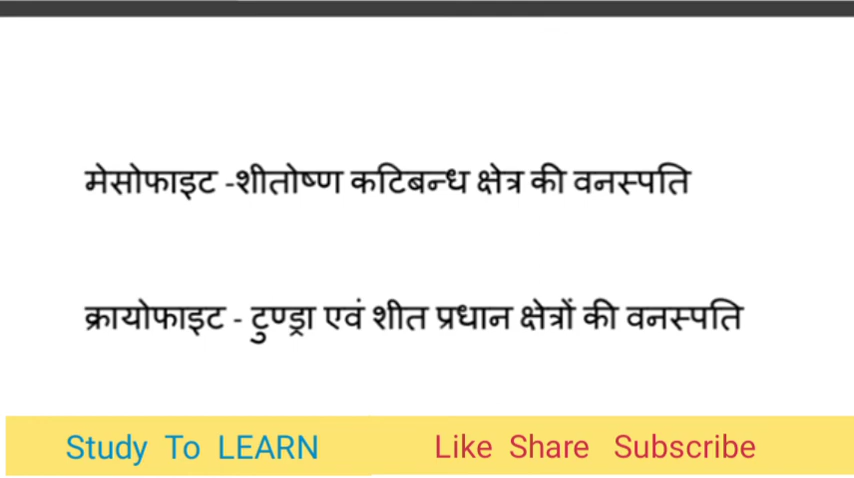 मेसोफाइट -शीतोष्ण कटिबन्ध क्षेत्र की वनस्पति
क्रायोफाइट - टुण्ड्रा एवं शीत प्रधान क्षेत्रों की वनस्पति
Study To LEARN Like Share Subscribe